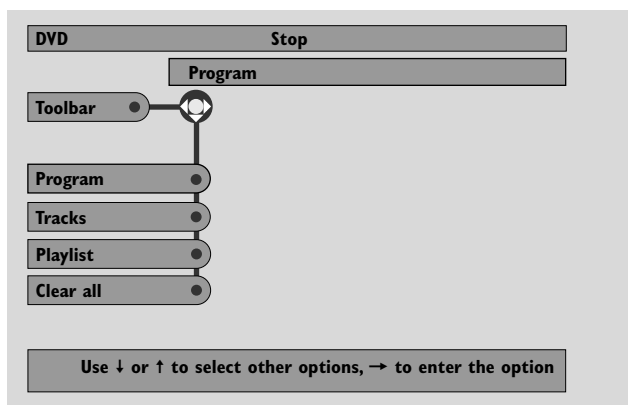 DVD Stop
Program
Toolbar
Program
Tracks
Playlist
Clear all
Use ↓ or ↑ to select other options, → to enter the option